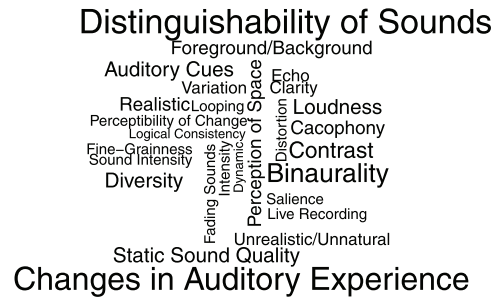 Distinguishability of Sounds
Foreground/Background
Auditory Cues
Echo
Variation
Clarity
Realistic
Looping
Loudness
Perceptibility of Change
Cacophony
Logical Consistency
Fine−Grainness
Contrast
Sound Intensity
Diversity
Binaurality
Fading Sounds
Intensity
Dynamic
Perception of Space
Distortion
Salience
Live Recording
Unrealistic/Unnatural
Static Sound Quality
Changes in Auditory Experience